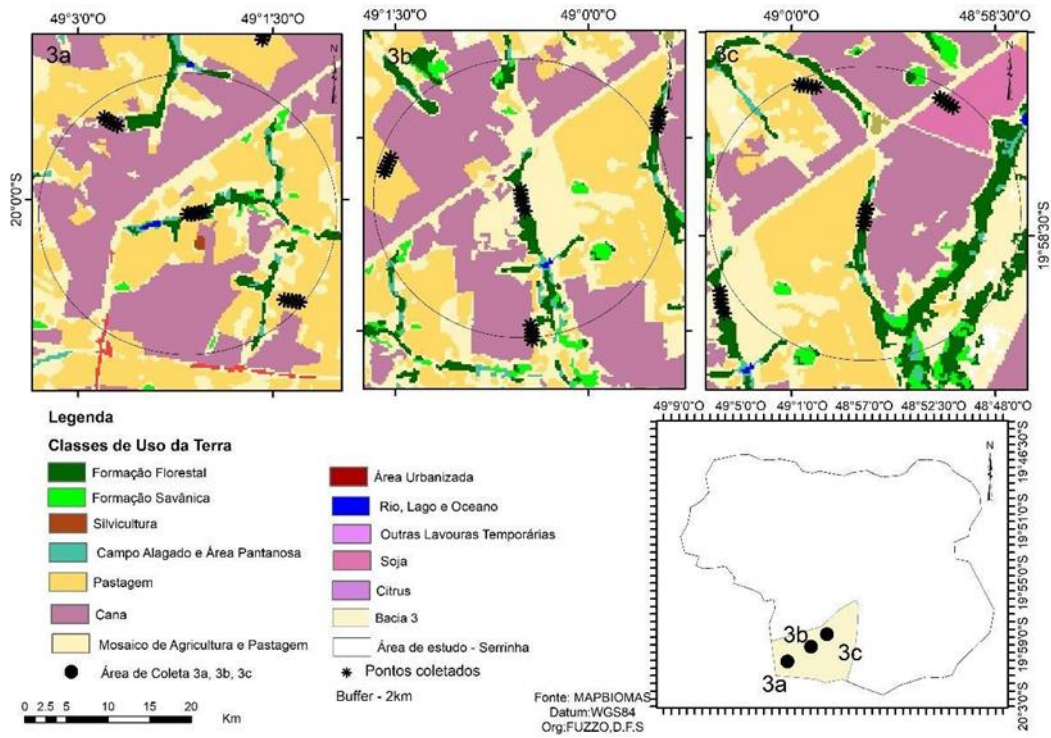 49°3'0"O 49°1'30"O 49°1'30"O 49°0'0"O 49°0'0"O 48°58'30"O
3a
3b
3c
N
N
N
20°0'0"S
19°58'30"S
Legenda
Classes de Uso da Terra
Formação Florestal
Formação Savânica
Silvicultura
Campo Alagado e Área Pantanosa
Pastagem
Cana
Mosaico de Agricultura e Pastagem
Área de Coleta 3a, 3b, 3c
Área Urbanizada
Rio, Lago e Oceano
Outras Lavouras Temporárias
Soja
Citrus
Bacia 3
Área de estudo - Serrinha
Pontos coletados
Buffer - 2km
0 2.5 5 10 15 20
Km
Fonte: MAPBIOMAS
Datum:WGS84
Org:FUZZO,D.F.S
49°9'0"O 49°5'0"O 49°1'0"O 48°57'0"O 48°52'30"O 48°48'0"O
N
3b
3c
3a
19°46'30"S
19°51'0"S
19°55'0"S
19°59'0"S
20°3'0"S